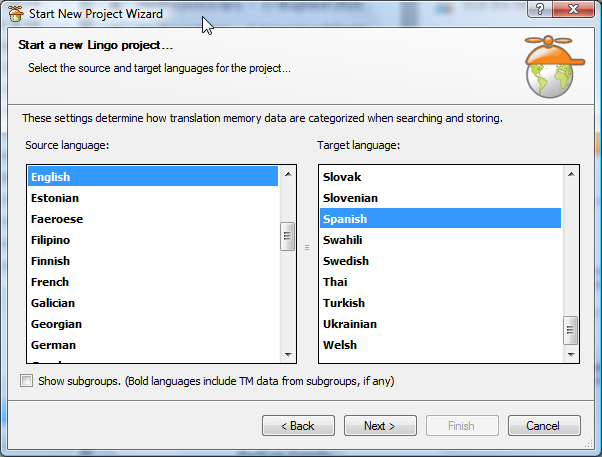 Start New Project Wizard
Start a new Lingo project...
Select the source and target languages for the project...
These settings determine how translation memory data are categorized when searching and storing.
Source language:
Target language:
English
Estonian
Faeroese
Filipino
Finnish
French
Galician
Georgian
German
Slovak
Slovenian
Spanish
Swahili
Swedish
Thai
Turkish
Ukrainian
Welsh
Show subgroups. (Bold languages include TM data from subgroups, if any)
< Back
Next >
Finish
Cancel